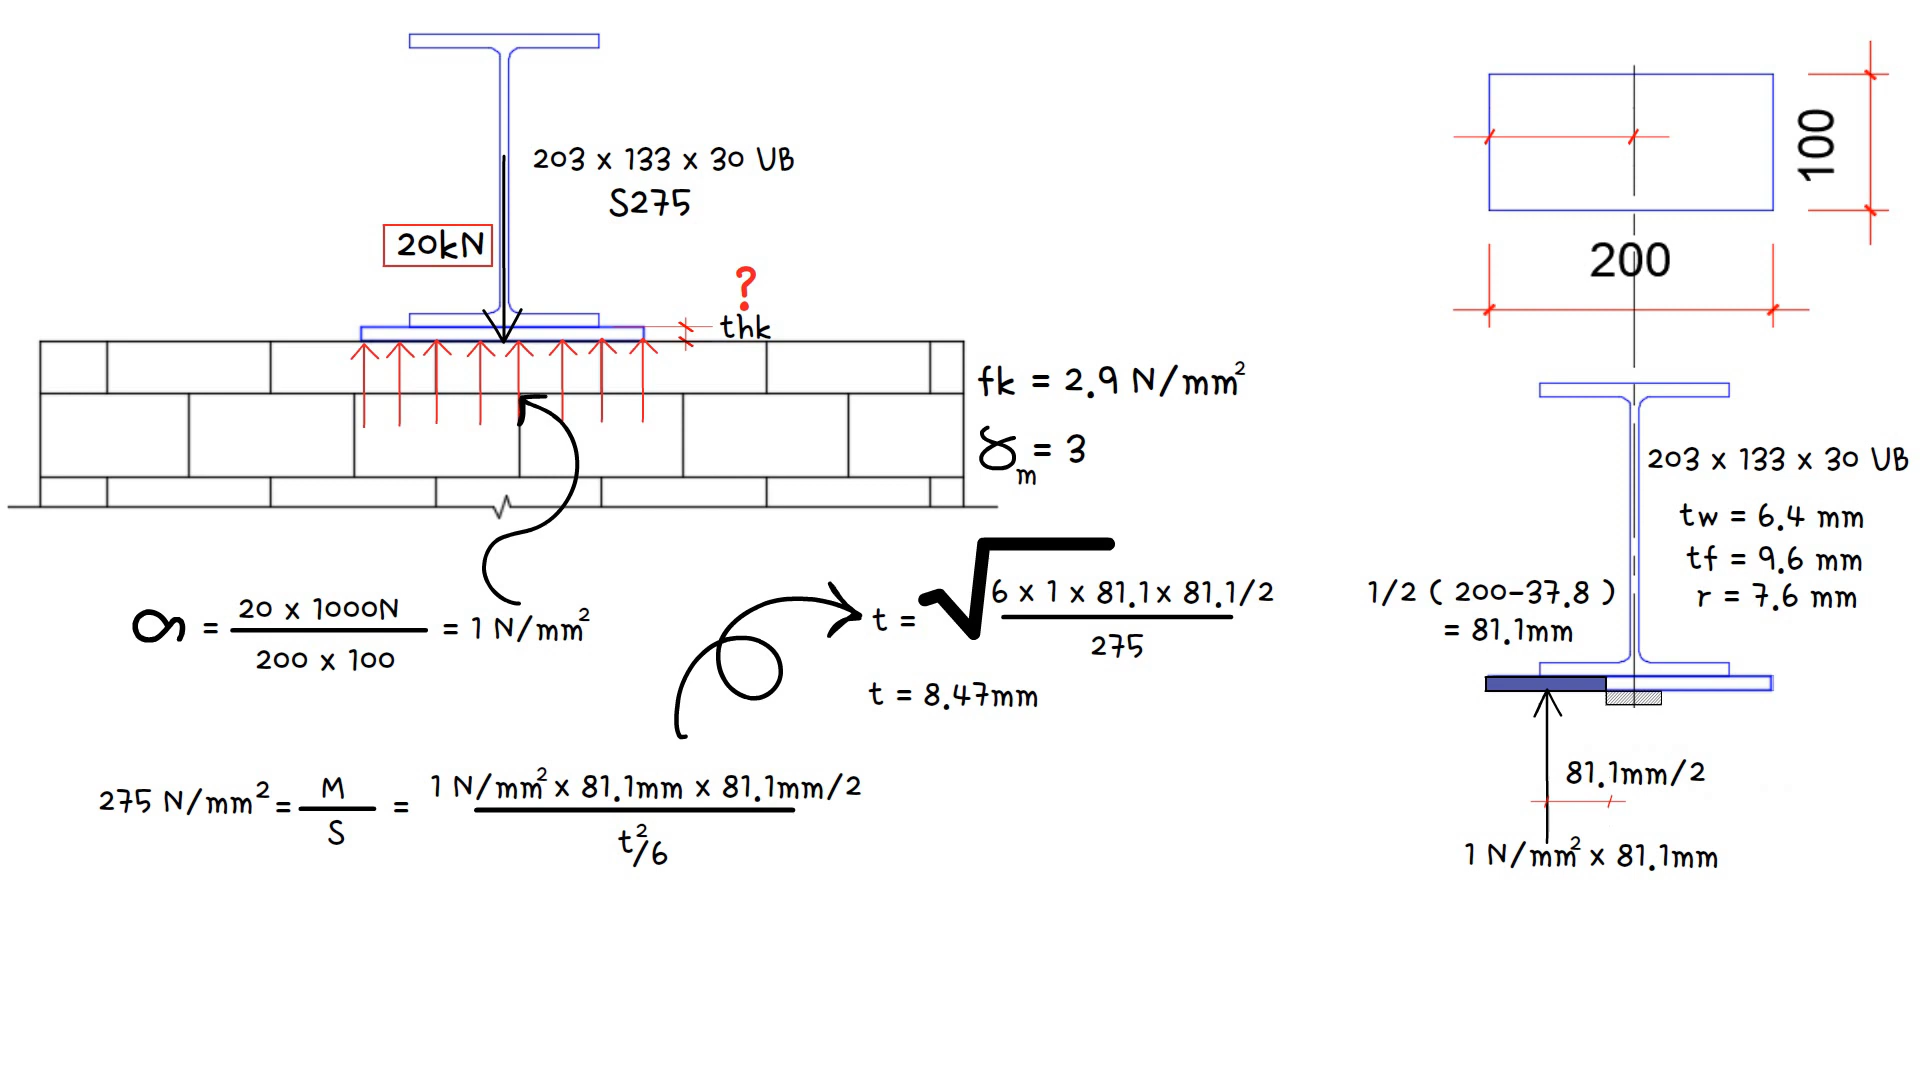 203 x 133 x 30 UB
S275
20kN
?
thk
fk = 2.9 N/mm²
γm = 3
σ = 20 x 1000N / 200 x 100 = 1 N/mm²
t = √ 6 x 1 x 81.1 x 81.1/2 / 275
t = 8.47mm
275 N/mm² = M / S = 1 N/mm² x 81.1mm x 81.1mm/2 / t²/6
100
200
203 x 133 x 30 UB
tw = 6.4 mm
tf = 9.6 mm
r = 7.6 mm
1/2 ( 200-37.8 )
= 81.1mm
81.1mm/2
1 N/mm² x 81.1mm